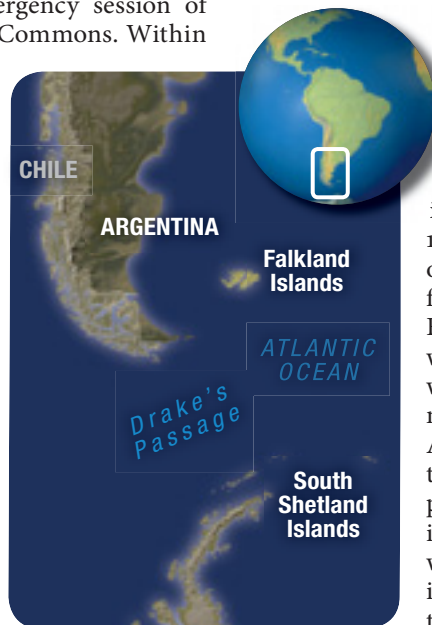 ergency session of
Commons. Within
CHILE
ARGENTINA
Falkland
Islands
ATLANTIC
OCEAN
Drake's
Passage
South
Shetland
Islands